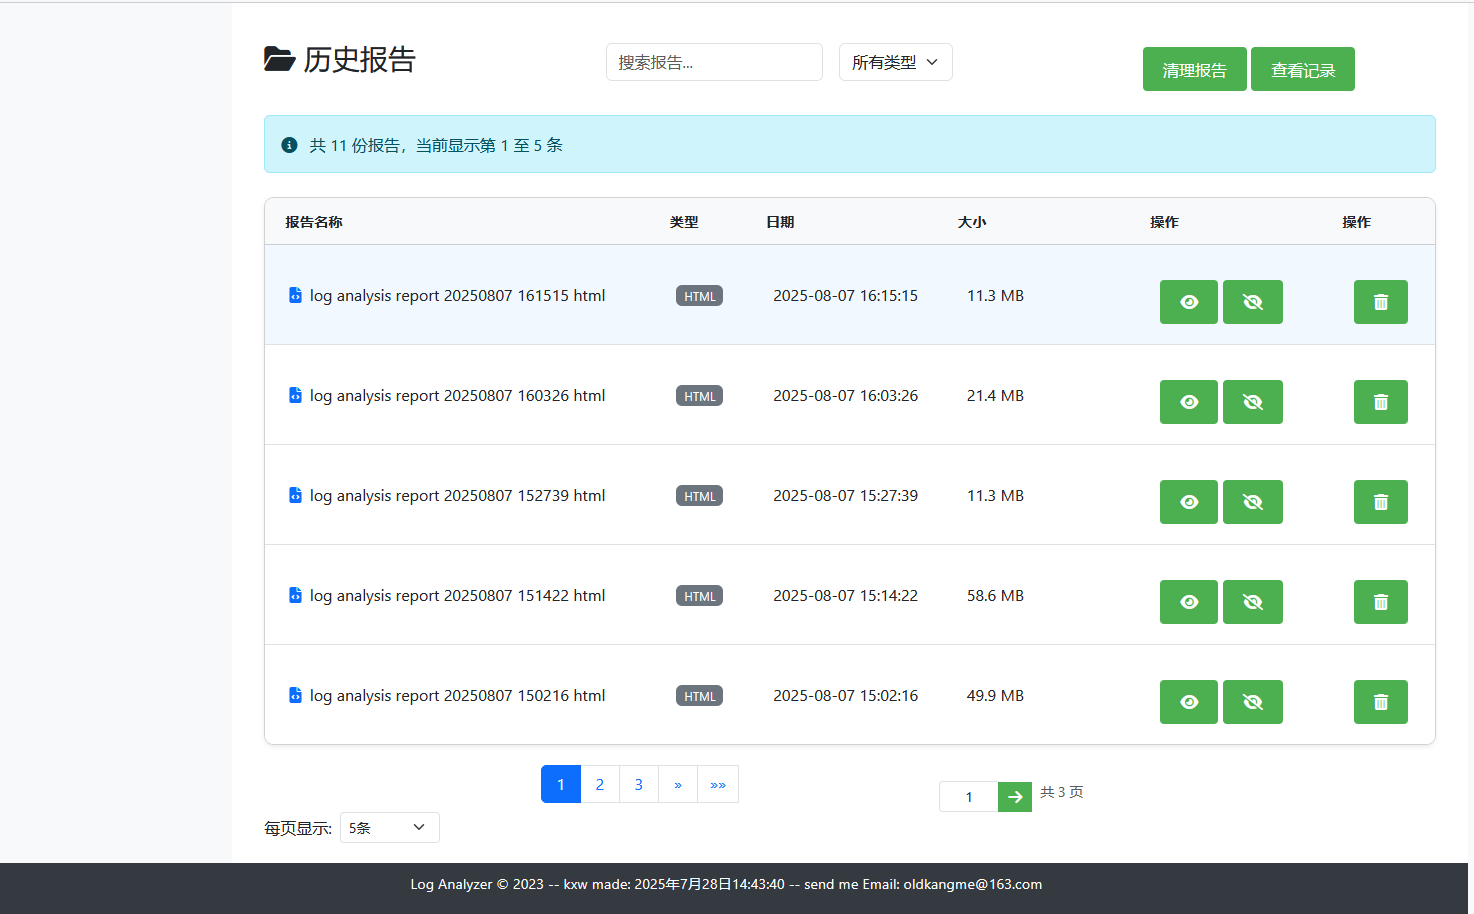 历史报告
搜索报告...
所有类型
清理报告
查看记录
共 11 份报告，当前显示第 1 至 5 条
报告名称 类型 日期 大小 操作 操作
log analysis report 20250807 161515 html HTML 2025-08-07 16:15:15 11.3 MB
log analysis report 20250807 160326 html HTML 2025-08-07 16:03:26 21.4 MB
log analysis report 20250807 152739 html HTML 2025-08-07 15:27:39 11.3 MB
log analysis report 20250807 151422 html HTML 2025-08-07 15:14:22 58.6 MB
log analysis report 20250807 150216 html HTML 2025-08-07 15:02:16 49.9 MB
1 2 3 » »»
1 共 3 页
每页显示: 5条
Log Analyzer © 2023 -- kxw made: 2025年7月28日14:43:40 -- send me Email: oldkangme@163.com